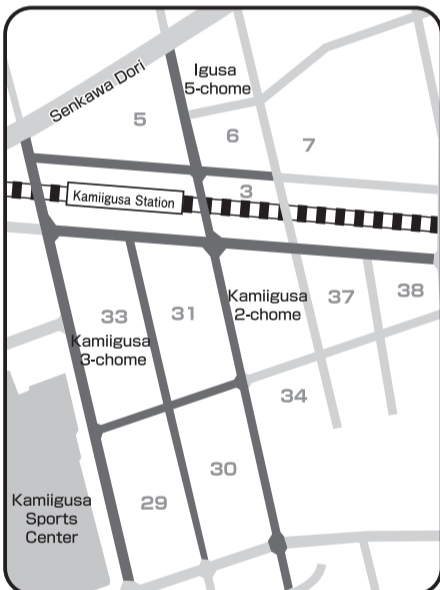 Senkawa Dori
Igusa
5-chome
5
6
7
3
Kamiigusa Station
Kamiigusa
2-chome
37
38
33
31
Kamiigusa
3-chome
34
30
29
Kamiigusa
Sports
Center